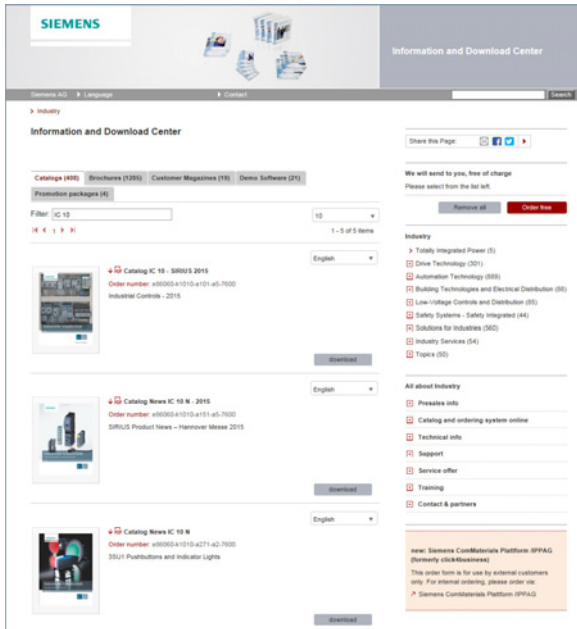 SIEMENS
Information and Download Center
Siemens AG Language Contact Search
Industry
Information and Download Center
Catalogs (400) Brochures (1205) Customer Magazines (19) Demo Software (21)
Promotion packages (4)
Filter: IC 10
10
1
1 - 5 of 5 items
English
Catalog IC 10 - SIRIUS 2015
Order number: e86060-k1010-a101-a5-7600
Industrial Controls - 2015
download
English
Catalog News IC 10 N - 2015
Order number: e86060-k1010-a151-a5-7600
SIRIUS Product News – Hannover Messe 2015
download
English
Catalog News IC 10 N
Order number: e86060-k1010-a271-a2-7600
3SU1 Pushbuttons and Indicator Lights
download
Share this Page:
We will send to you, free of charge
Please select from the list left.
Remove all Order free
Industry
Totally Integrated Power (5)
Drive Technology (301)
Automation Technology (889)
Building Technologies and Electrical Distribution (88)
Low-Voltage Controls and Distribution (85)
Safety Systems - Safety Integrated (44)
Solutions for Industries (560)
Industry Services (54)
Topics (50)
All about Industry
Presales info
Catalog and ordering system online
Technical info
Support
Service offer
Training
Contact & partners
new: Siemens ComMaterials Plattform /IPPAG
(formerly click4business)
This order form is for use by external customers
only. For internal ordering, please order via:
Siemens ComMaterials Plattform /IPPAG